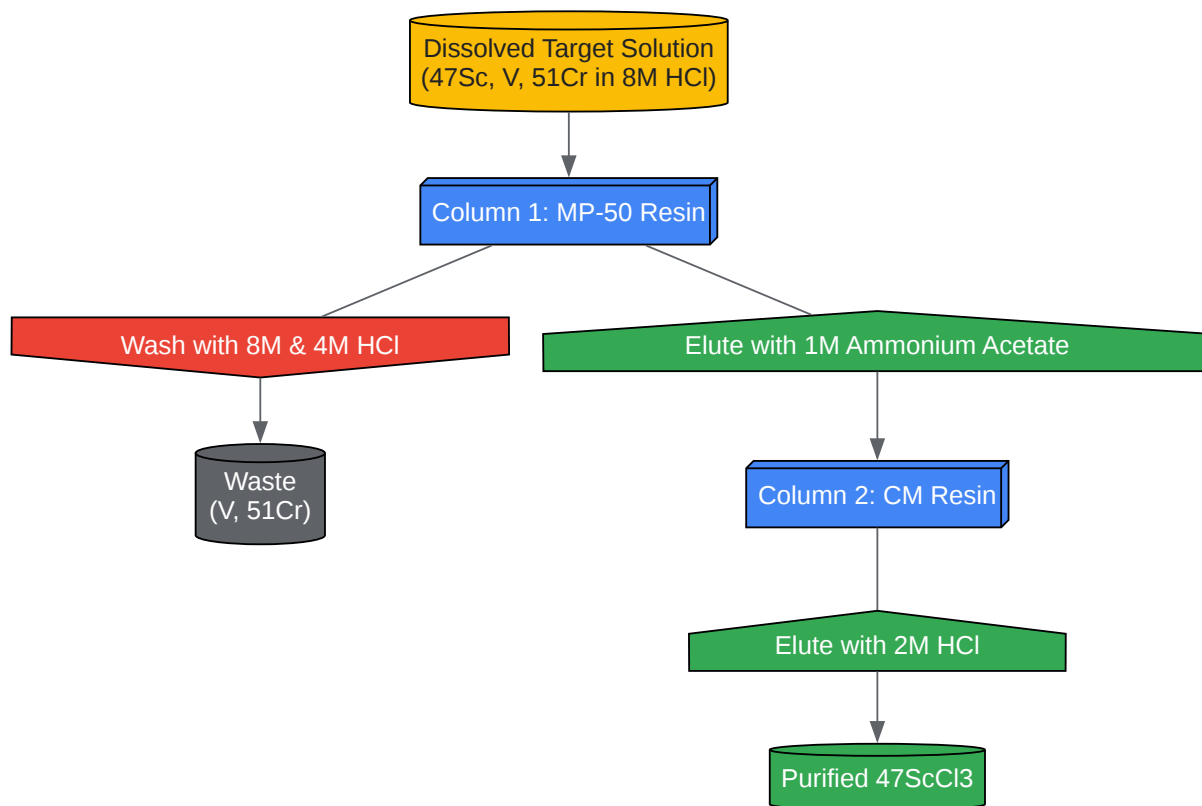 Dissolved Target Solution
(47Sc, V, 51Cr in 8M HCl)
Column 1: MP-50 Resin
Wash with 8M & 4M HCl
Elute with 1M Ammonium Acetate
Waste
(V, 51Cr)
Column 2: CM Resin
Elute with 2M HCl
Purified 47ScCl3